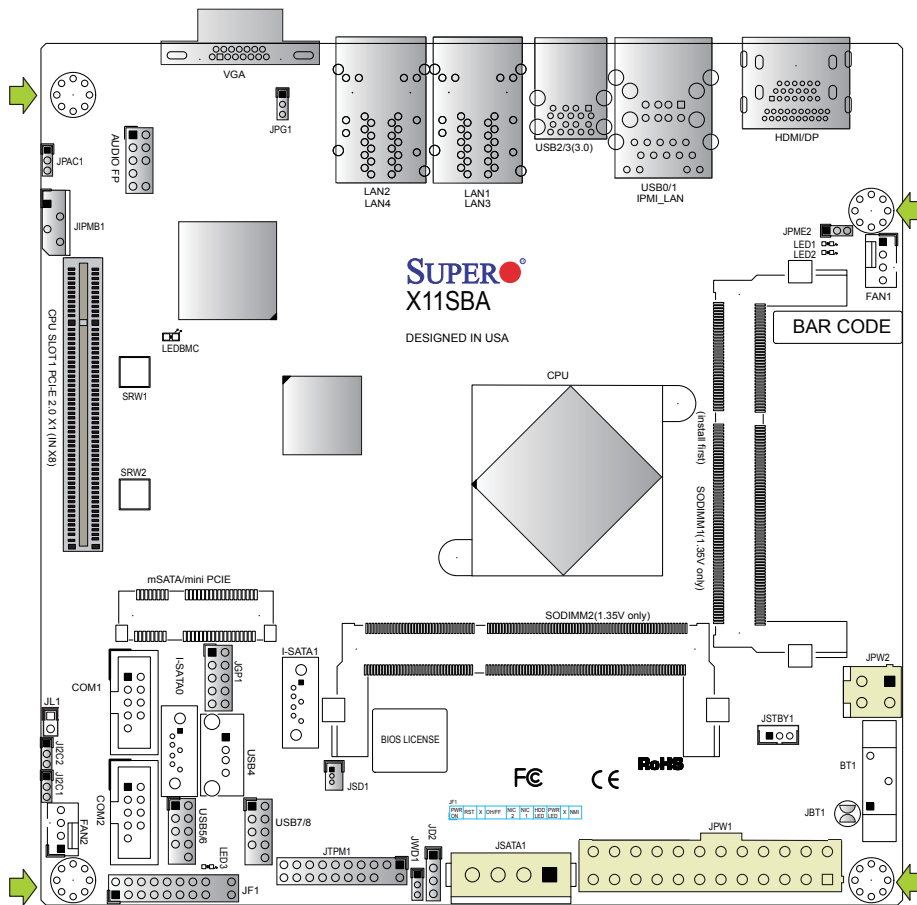 VGA
JPG1
AUDIO FP
JPAC1
JIPMB1
LAN2
LAN4
LAN1
LAN3
USB2/3(3.0)
USB0/1
IPMI_LAN
HDMI/DP
JPME2
LED1
LED2
FAN1
SUPER
X11SBA
DESIGNED IN USA
BAR CODE
LEDBMC
CPU SLOT1 PCI-E 2.0 X1 (IN X8)
SRW1
SRW2
CPU
(install first)
SODIMM1(1.35V only)
mSATA/mini PCIE
SODIMM2(1.35V only)
I-SATA0
JGP1
I-SATA1
COM1
JPW2
JL1
JI2C2
JI2C1
USB4
BIOS LICENSE
JSTBY1
BT1
JSD1
FC
CE
RoHS
COM2
FAN2
USB5/6
USB7/8
LED3
JBT1
JF1
PWR ON
RST
X
OH/FF
NIC 2
NIC 1
HDD LED
PWR LED
X
NMI
JTPM1
JWD1
JD2
JSATA1
JPW1
JF1